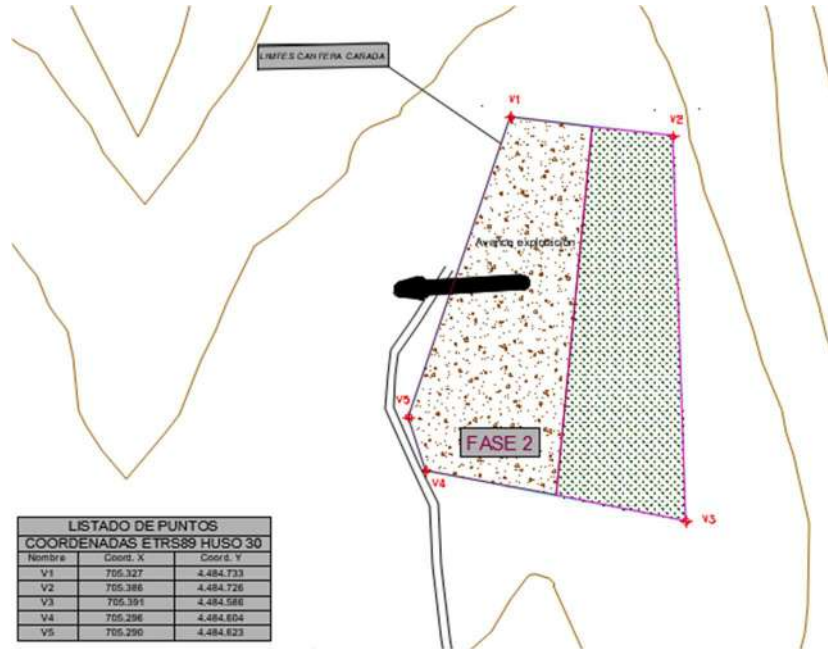 LIMITES CANTERA CAÑADA
V1
V2
Avance explotación
V5
FASE 2
V4
V3
LISTADO DE PUNTOS
COORDENADAS ETRS89 HUSO 30
Nombre Coord. X Coord. Y
V1 705.327 4.484.733
V2 705.386 4.484.726
V3 705.391 4.484.586
V4 705.296 4.484.604
V5 705.290 4.484.623